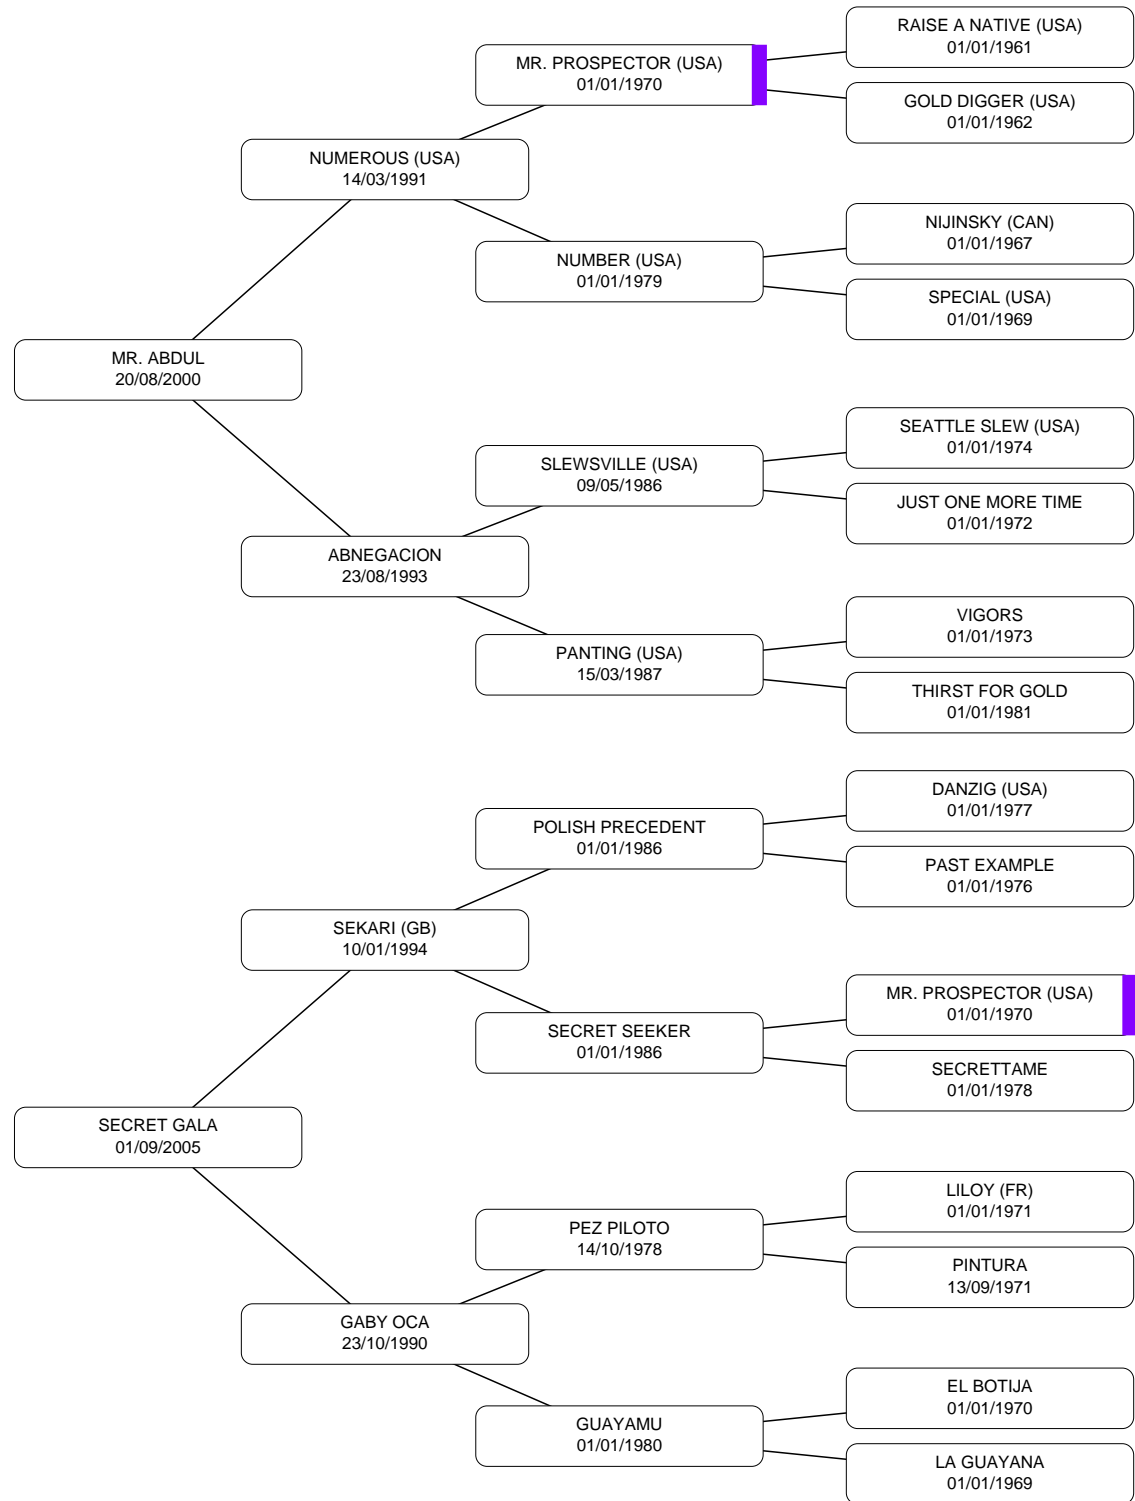 RAISE A NATIVE (USA)
01/01/1961
MR. PROSPECTOR (USA)
01/01/1970
GOLD DIGGER (USA)
01/01/1962
NUMEROUS (USA)
14/03/1991
NIJINSKY (CAN)
01/01/1967
NUMBER (USA)
01/01/1979
SPECIAL (USA)
01/01/1969
MR. ABDUL
20/08/2000
SEATTLE SLEW (USA)
01/01/1974
SLEWSVILLE (USA)
09/05/1986
JUST ONE MORE TIME
01/01/1972
ABNEGACION
23/08/1993
VIGORS
01/01/1973
PANTING (USA)
15/03/1987
THIRST FOR GOLD
01/01/1981
DANZIG (USA)
01/01/1977
POLISH PRECEDENT
01/01/1986
PAST EXAMPLE
01/01/1976
SEKARI (GB)
10/01/1994
MR. PROSPECTOR (USA)
01/01/1970
SECRET SEEKER
01/01/1986
SECRETTAME
01/01/1978
SECRET GALA
01/09/2005
LILOY (FR)
01/01/1971
PEZ PILOTO
14/10/1978
PINTURA
13/09/1971
GABY OCA
23/10/1990
EL BOTIJA
01/01/1970
GUAYAMU
01/01/1980
LA GUAYANA
01/01/1969